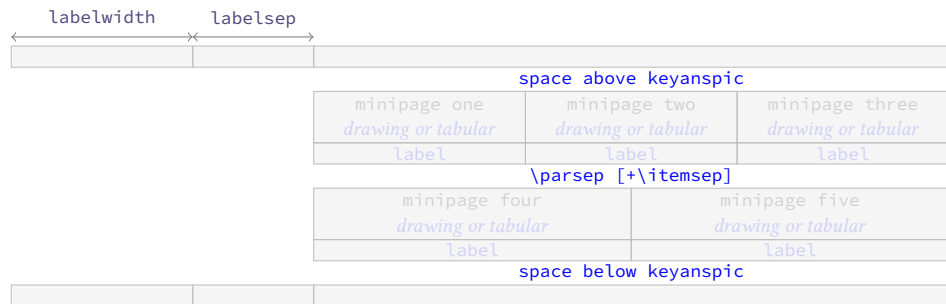 labelwidth labelsep
space above keyanspic
minipage one minipage two minipage three
drawing or tabular drawing or tabular drawing or tabular
label label label
\parsep [+\itemsep]
minipage four minipage five
drawing or tabular drawing or tabular
label label
space below keyanspic